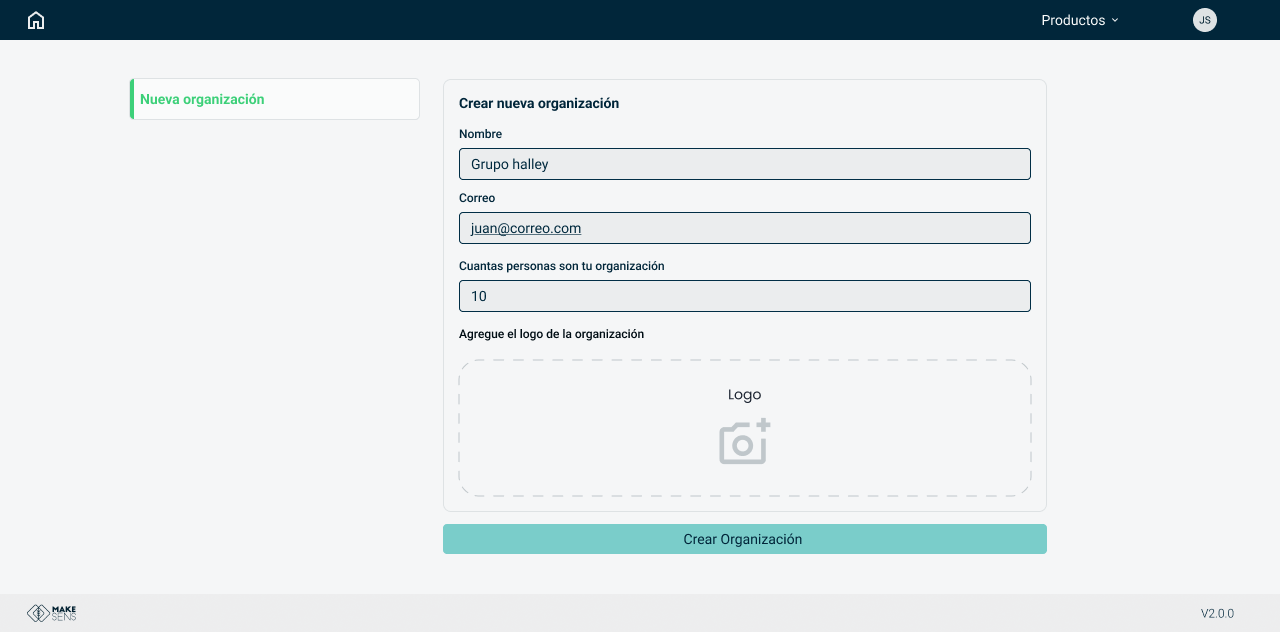 Productos
JS
Nueva organización
Crear nueva organización
Nombre
Grupo halley
Correo
juan@correo.com
Cuantas personas son tu organización
10
Agregue el logo de la organización
Logo
Crear Organización
MAKE
SENS
V2.0.0